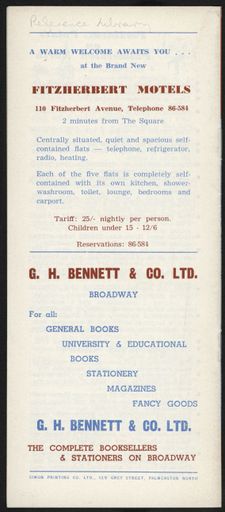 Reference Library
A WARM WELCOME AWAITS YOU . . .
at the Brand New
FITZHERBERT MOTELS
110 Fitzherbert Avenue, Telephone 86-584
2 minutes from The Square
Centrally situated, quiet and spacious self-
contained flats — telephone, refrigerator,
radio, heating.
Each of the five flats is completely self-
contained with its own kitchen, shower-
washroom, toilet, lounge, bedrooms and
carport.
Tariff: 25/- nightly per person.
Children under 15 - 12/6
Reservations: 86-584
G. H. BENNETT & CO. LTD.
BROADWAY
For all:
GENERAL BOOKS
UNIVERSITY & EDUCATIONAL
BOOKS
STATIONERY
MAGAZINES
FANCY GOODS
G. H. BENNETT & CO. LTD.
THE COMPLETE BOOKSELLERS
& STATIONERS ON BROADWAY
SIMON PRINTING CO. LTD., GREY STREET, PALMERSTON NORTH